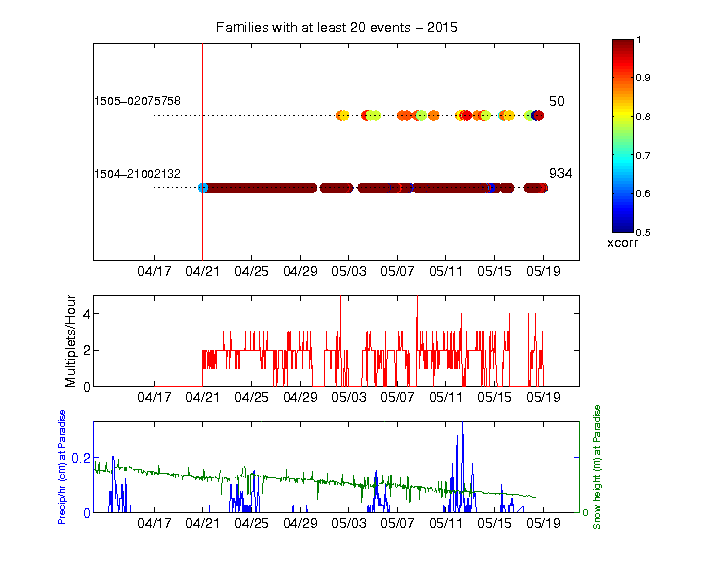 Families with at least 20 events – 2015
1505–02075758
50
1504–21002132
934
04/17 04/21 04/25 04/29 05/03 05/07 05/11 05/15 05/19
1
0.9
0.8
0.7
0.6
0.5
xcorr
Multiplets/Hour
4
2
0
04/17 04/21 04/25 04/29 05/03 05/07 05/11 05/15 05/19
Precip/hr (cm) at Paradise
0.2
0
04/17 04/21 04/25 04/29 05/03 05/07 05/11 05/15 05/19
0
Snow height (m) at Paradise